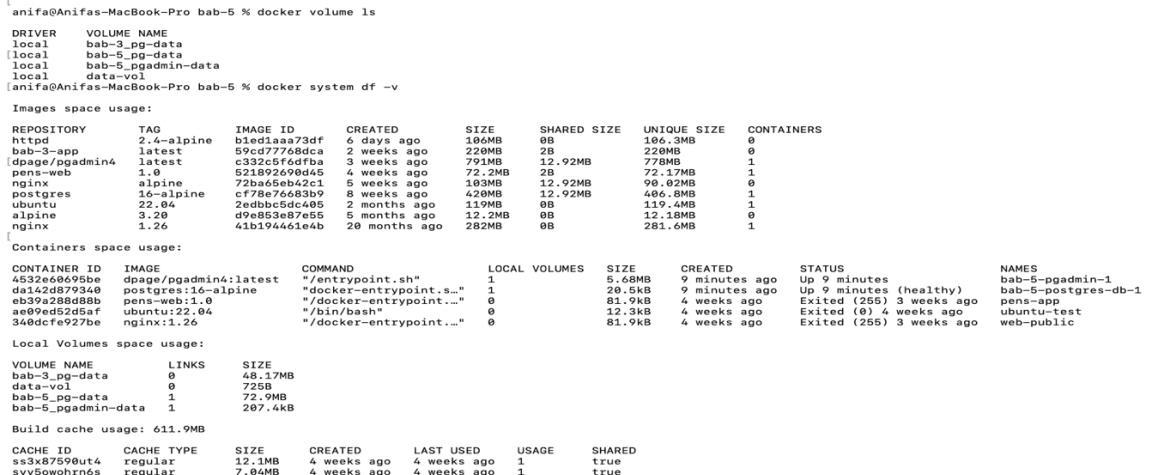 anifa@Anifas-MacBook-Pro bab-5 % docker volume ls
DRIVER VOLUME NAME
local bab-3_pg-data
[local bab-5_pg-data
local bab-5_pgadmin-data
local data-vol
[anifa@Anifas-MacBook-Pro bab-5 % docker system df -v
Images space usage:
REPOSITORY TAG IMAGE ID CREATED SIZE SHARED SIZE UNIQUE SIZE CONTAINERS
httpd 2.4-alpine b1ed1aaa73df 6 days ago 106MB 0B 106.3MB 0
bab-3-app latest 59cd77768dca 2 weeks ago 220MB 2B 220MB 0
[dpage/pgadmin4 latest c332c5f6dfba 3 weeks ago 791MB 12.92MB 778MB 1
pens-web 1.0 521892690d45 4 weeks ago 72.2MB 2B 72.17MB 1
nginx alpine 72ba65eb42c1 5 weeks ago 103MB 12.92MB 90.02MB 0
postgres 16-alpine cf78e76683b9 8 weeks ago 420MB 12.92MB 406.8MB 1
ubuntu 22.04 2edbbc5dc405 2 months ago 119MB 0B 119.4MB 1
alpine 3.20 d9e853e87e55 5 months ago 12.2MB 0B 12.18MB 0
nginx 1.26 41b194461e4b 20 months ago 282MB 0B 281.6MB 1
[
Containers space usage:
CONTAINER ID IMAGE COMMAND LOCAL VOLUMES SIZE CREATED STATUS NAMES
4532e60695be dpage/pgadmin4:latest "/entrypoint.sh" 1 5.68MB 9 minutes ago Up 9 minutes bab-5-pgadmin-1
da142d879340 postgres:16-alpine "docker-entrypoint.s…" 1 20.5kB 9 minutes ago Up 9 minutes (healthy) bab-5-postgres-db-1
eb39a288d88b pens-web:1.0 "/docker-entrypoint.…" 0 81.9kB 4 weeks ago Exited (255) 3 weeks ago pens-app
ae09ed52d5af ubuntu:22.04 "/bin/bash" 0 12.3kB 4 weeks ago Exited (0) 4 weeks ago ubuntu-test
340dcfe927be nginx:1.26 "/docker-entrypoint.…" 0 81.9kB 4 weeks ago Exited (255) 3 weeks ago web-public
Local Volumes space usage:
VOLUME NAME LINKS SIZE
bab-3_pg-data 0 48.17MB
data-vol 0 725B
bab-5_pg-data 1 72.9MB
bab-5_pgadmin-data 1 207.4kB
Build cache usage: 611.9MB
CACHE ID CACHE TYPE SIZE CREATED LAST USED USAGE SHARED
ss3x87590ut4 regular 12.1MB 4 weeks ago 4 weeks ago 1 true
syy5owohrn6s regular 7.04MB 4 weeks ago 4 weeks ago 1 true